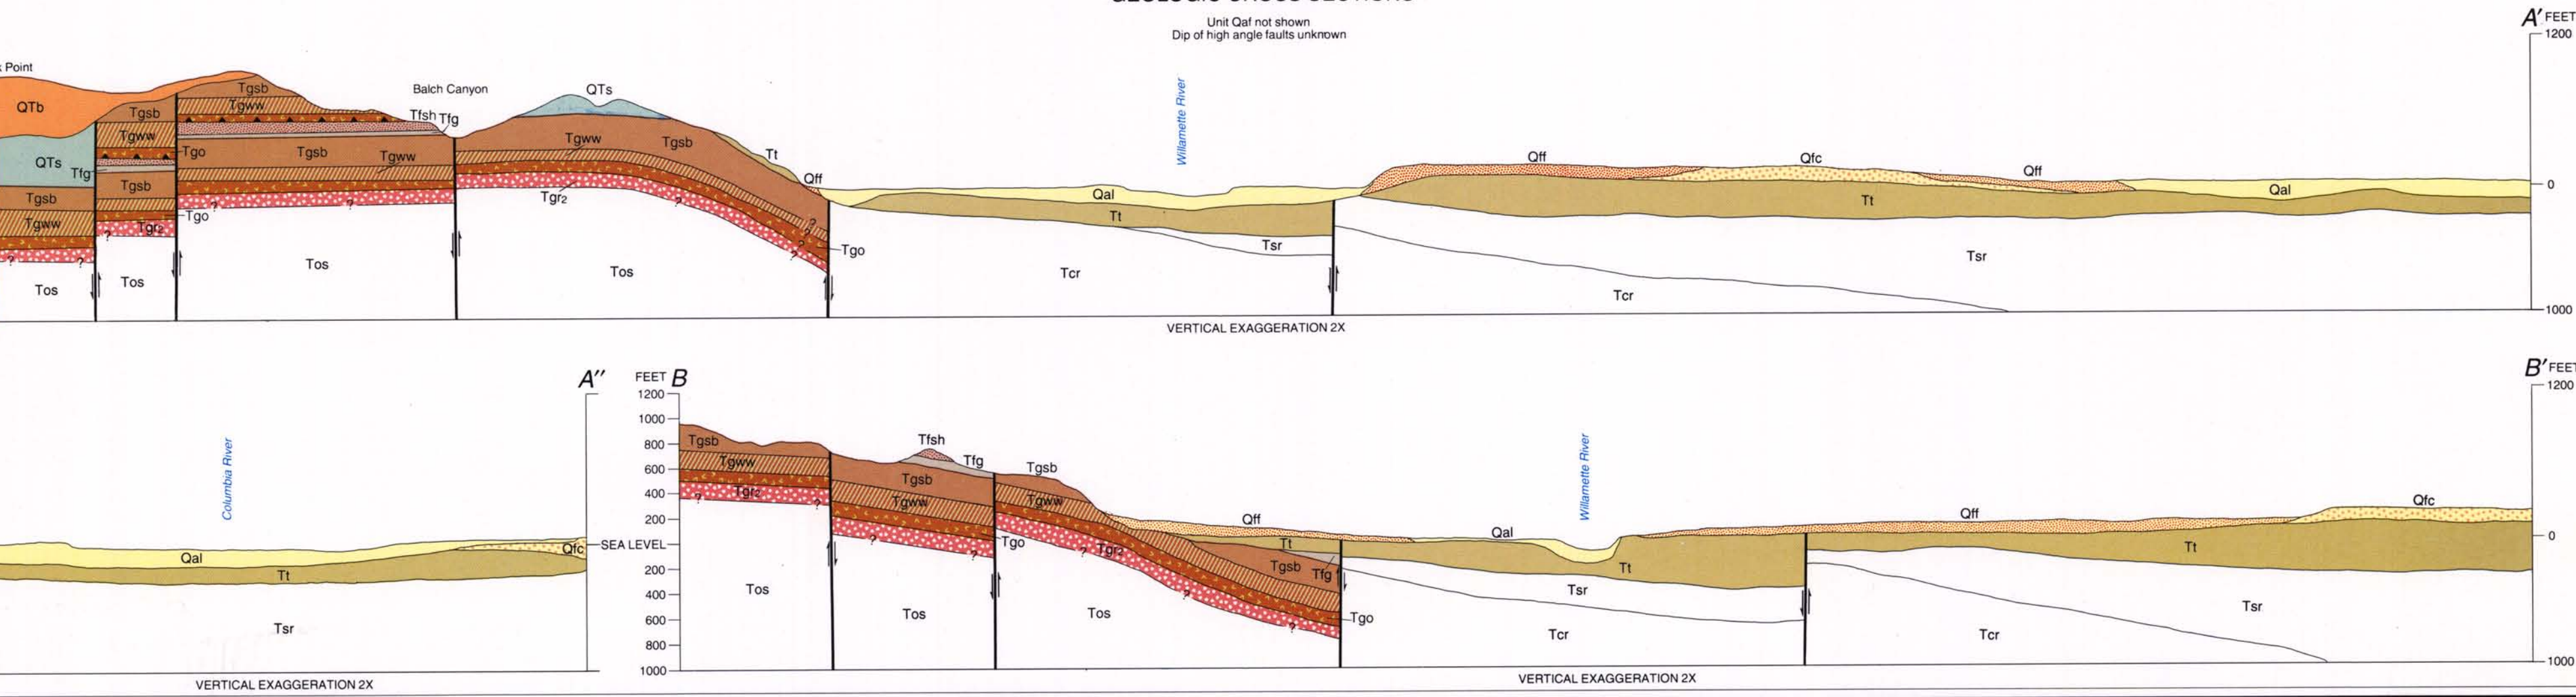 Unit Qaf not shown
Dip of high angle faults unknown
A′ FEET
1200
Point
Balch Canyon
QTs
Willamette River
QTb
Tgsb
Tgsb
Tgww
Tfsh Tfg
Tgww
Tgww
Tgsb
Tt
QTs
Tfg
Tgo
Tgsb
Tgww
Qff
Qff
Qfc
Qff
Tgsb
Tgsb
Tgr2
Qal
Tt
Tt
Qal
0
Tgww
Tgr2
Tgo
Tgo
Tsr
Tsr
Tos
Tos
Tos
Tos
Tcr
Tcr
1000
VERTICAL EXAGGERATION 2X
A″
Columbia River
Qal
Qfc
Tt
Tsr
VERTICAL EXAGGERATION 2X
FEET B
B′ FEET
1200
1000
800
600
400
200
SEA LEVEL
200
400
600
800
1000
1200
Tgsb
Tgww
Tgr2
Tfsh
Tfg
Tgsb
Tgsb
Tgww
Tgww
Willamette River
Qff
Qal
Qff
Qfc
0
Tgo
Tgr2
Tt
Tgsb
Tfg
Tt
Tt
Tos
Tos
Tos
Tgo
Tsr
Tcr
Tsr
Tcr
1000
VERTICAL EXAGGERATION 2X